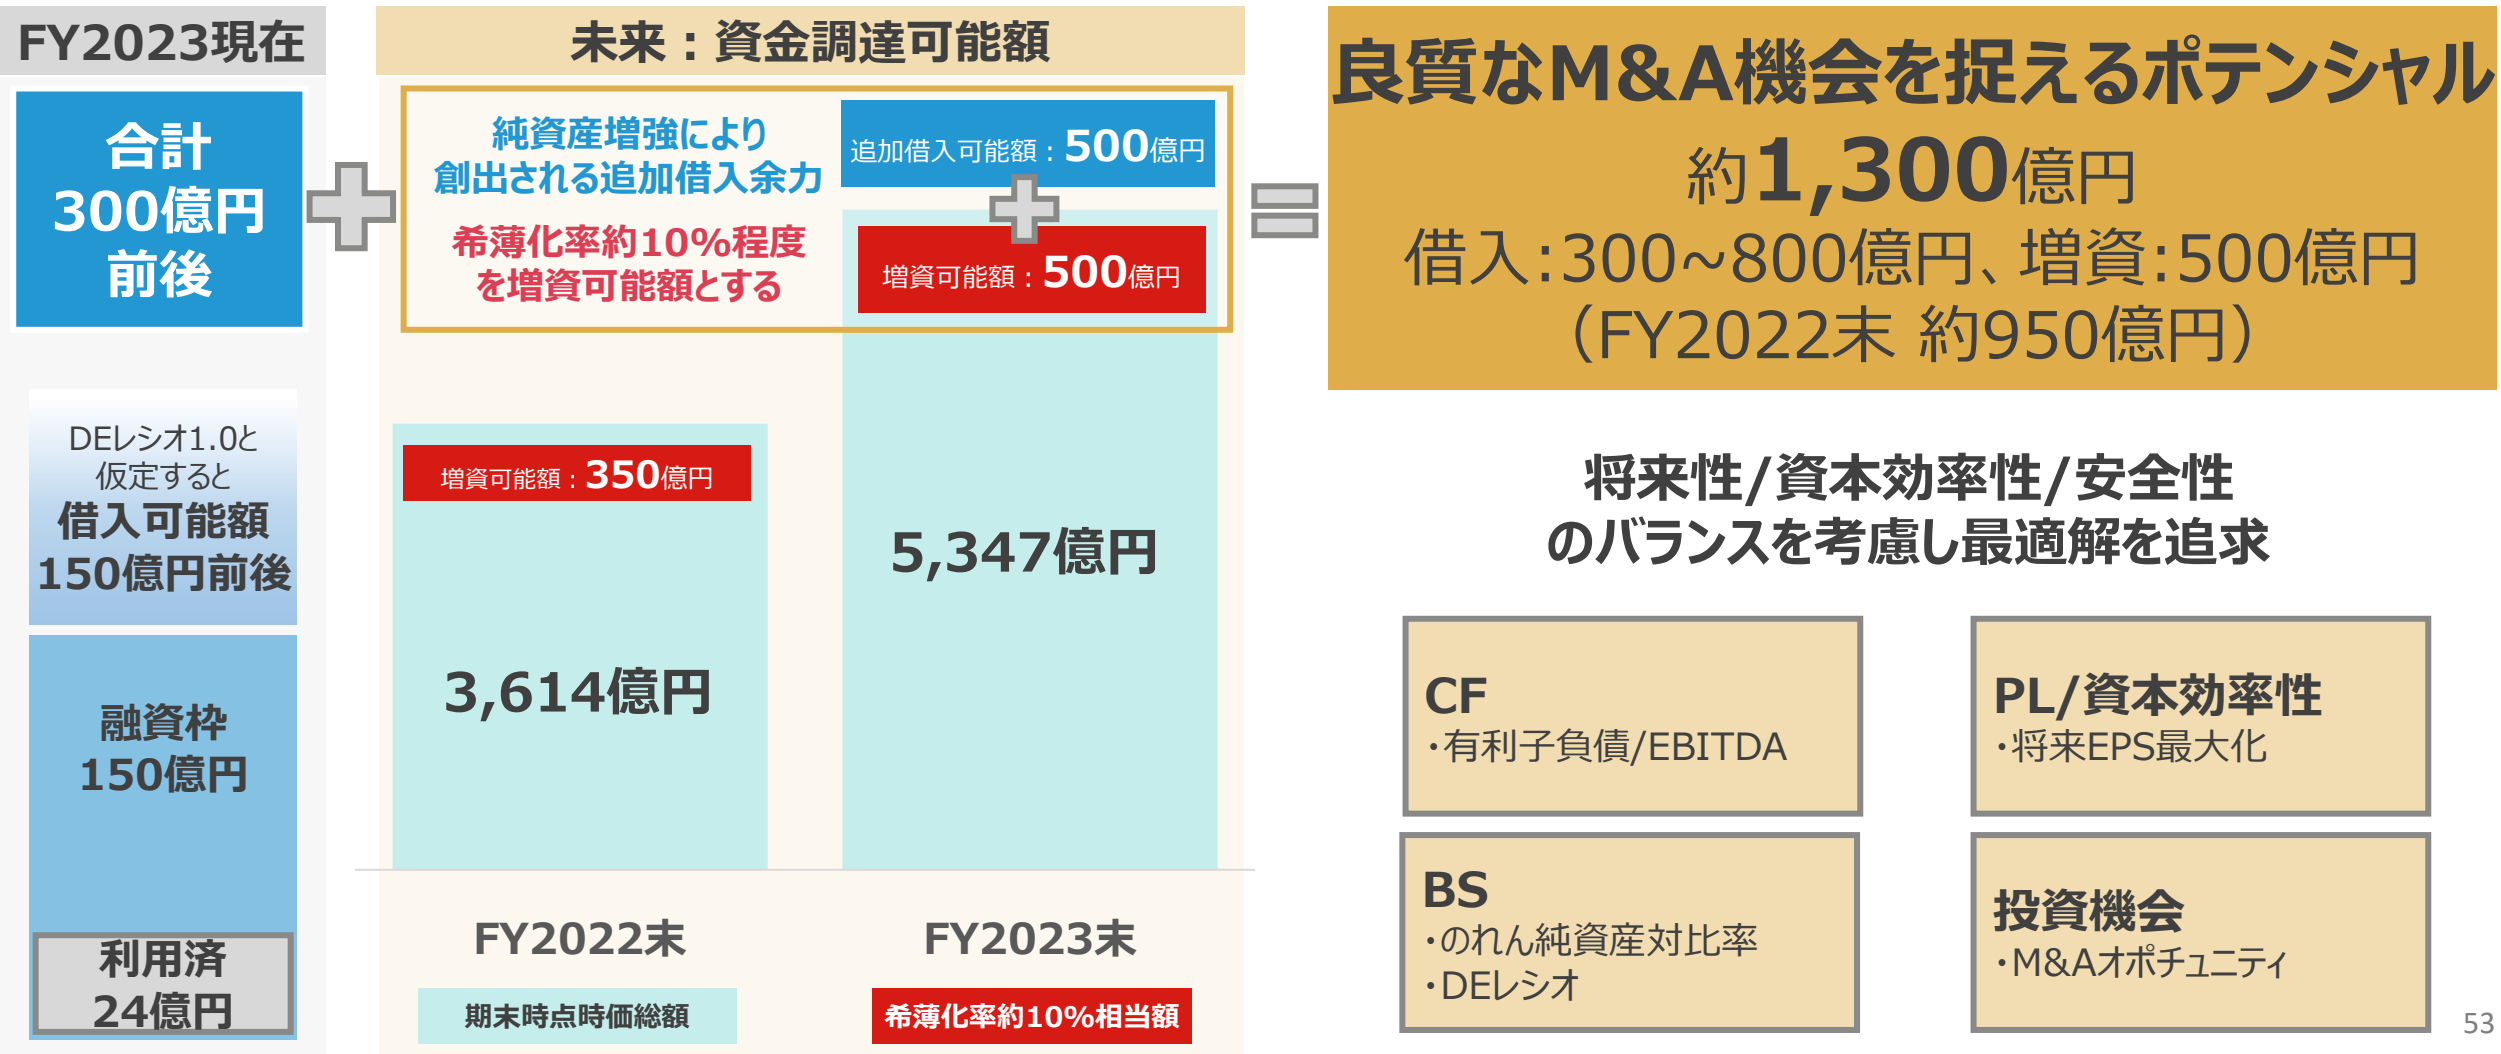 FY2023現在
合計
300億円
前後
DEレシオ1.0と
仮定すると
借入可能額
150億円前後
融資枠
150億円
利用済
24億円
未来：資金調達可能額
純資産増強により
創出される追加借入余力
希薄化率約10%程度
を増資可能額とする
追加借入可能額：500億円
増資可能額：500億円
増資可能額：350億円
3,614億円
5,347億円
FY2022末
FY2023末
期末時点時価総額
希薄化率約10%相当額
良質なM&A機会を捉えるポテンシャル
約1,300億円
借入:300~800億円、増資:500億円
（FY2022末 約950億円）
将来性/資本効率性/安全性
のバランスを考慮し最適解を追求
CF
・有利子負債/EBITDA
PL/資本効率性
・将来EPS最大化
BS
・のれん純資産対比率
・DEレシオ
投資機会
・M&Aオポチュニティ
53